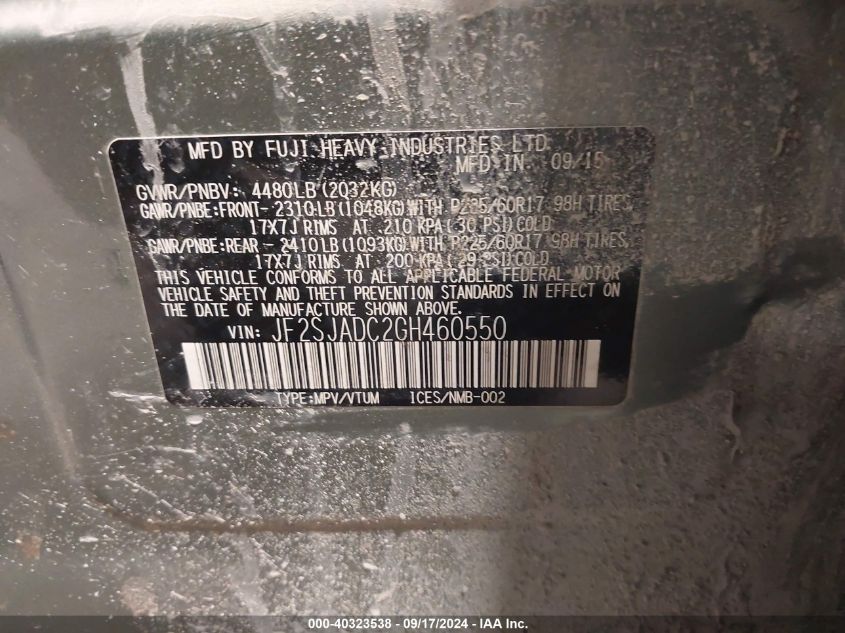 MFD BY FUJI HEAVY INDUSTRIES LTD.
MFD IN. 09/15
GVWR/PNBV: 4480LB(2032KG)
GAWR/PNBE:FRONT- 2310LB(1048KG)WITH P225/60R17 98H TIRES,
17X7J RIMS AT 210 KPA(30 PSI)COLD
GAWR/PNBE:REAR - 2410LB(1093KG)WITH P225/60R17 98H TIRES,
17X7J RIMS AT 200 KPA(29 PSI)COLD
THIS VEHICLE CONFORMS TO ALL APPLICABLE FEDERAL MOTOR
VEHICLE SAFETY AND THEFT PREVENTION STANDARDS IN EFFECT ON
THE DATE OF MANUFACTURE SHOWN ABOVE.
VIN: JF2SJADC2GH460550
TYPE:MPV/VTUM ICES/NMB-002
000-40323538 - 09/17/2024 - IAA Inc.